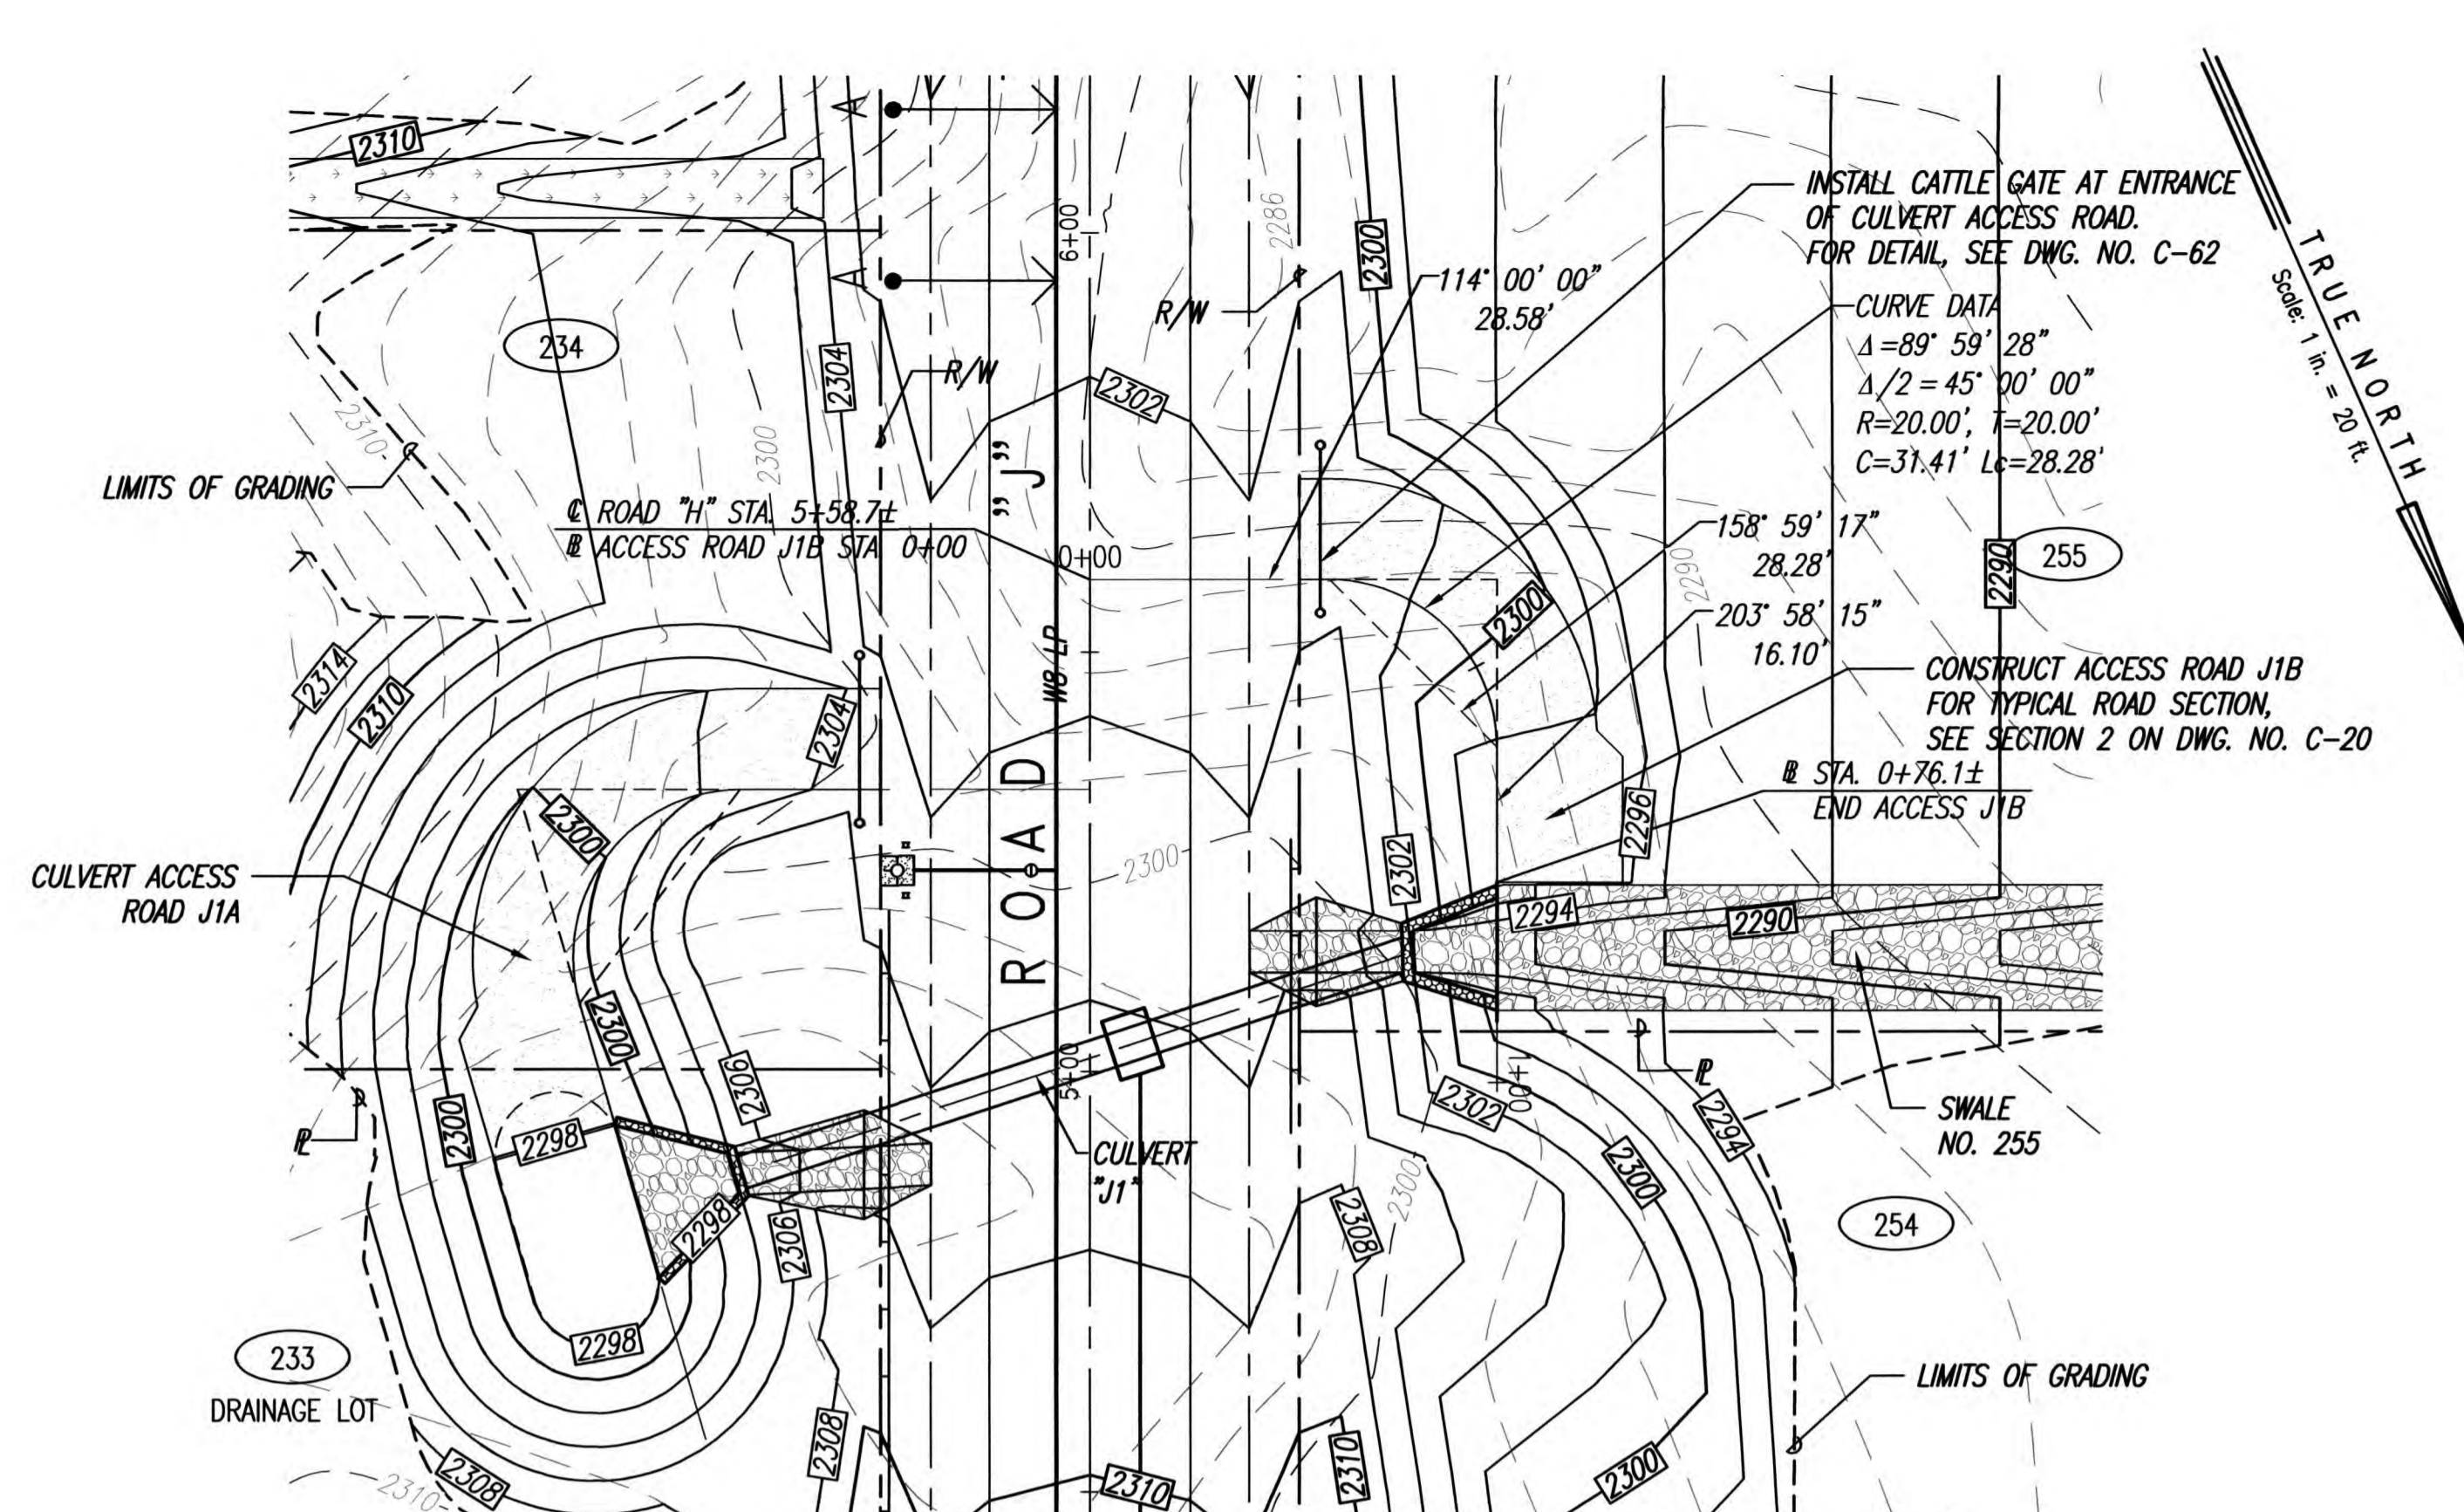 2310
2300
2286
6+00
INSTALL CATTLE GATE AT ENTRANCE
OF CULVERT ACCESS ROAD.
FOR DETAIL, SEE DWG. NO. C-62
TRUE NORTH
Scale: 1 in. = 20 ft.
114° 00' 00"
28.58'
R/W
CURVE DATA
Δ=89° 59' 28"
Δ/2 = 45° 00' 00"
R=20.00', T=20.00'
C=31.41' Lc=28.28'
234
2304
R/W
2302
2310
2300
LIMITS OF GRADING
℄ ROAD "H" STA. 5+58.7±
BL ACCESS ROAD J1B STA. 0+00
0+00
158° 59' 17"
28.28'
2290
2290
255
2300
203° 58' 15"
16.10'
2314
2310
2304
W8 LP
CONSTRUCT ACCESS ROAD J1B
FOR TYPICAL ROAD SECTION,
SEE SECTION 2 ON DWG. NO. C-20
BL STA. 0+76.1±
END ACCESS J1B
2300
2296
ROAD "J"
2300
2302
CULVERT ACCESS
ROAD J1A
2294
2290
2300
2306
5+00
1+00
2302
PL
PL
2300
2298
2294
SWALE
NO. 255
CULVERT
"J1"
2298
2306
2308
2300
2300
254
2298
233
DRAINAGE LOT
LIMITS OF GRADING
2308
2310
2308
2310
2310
2300